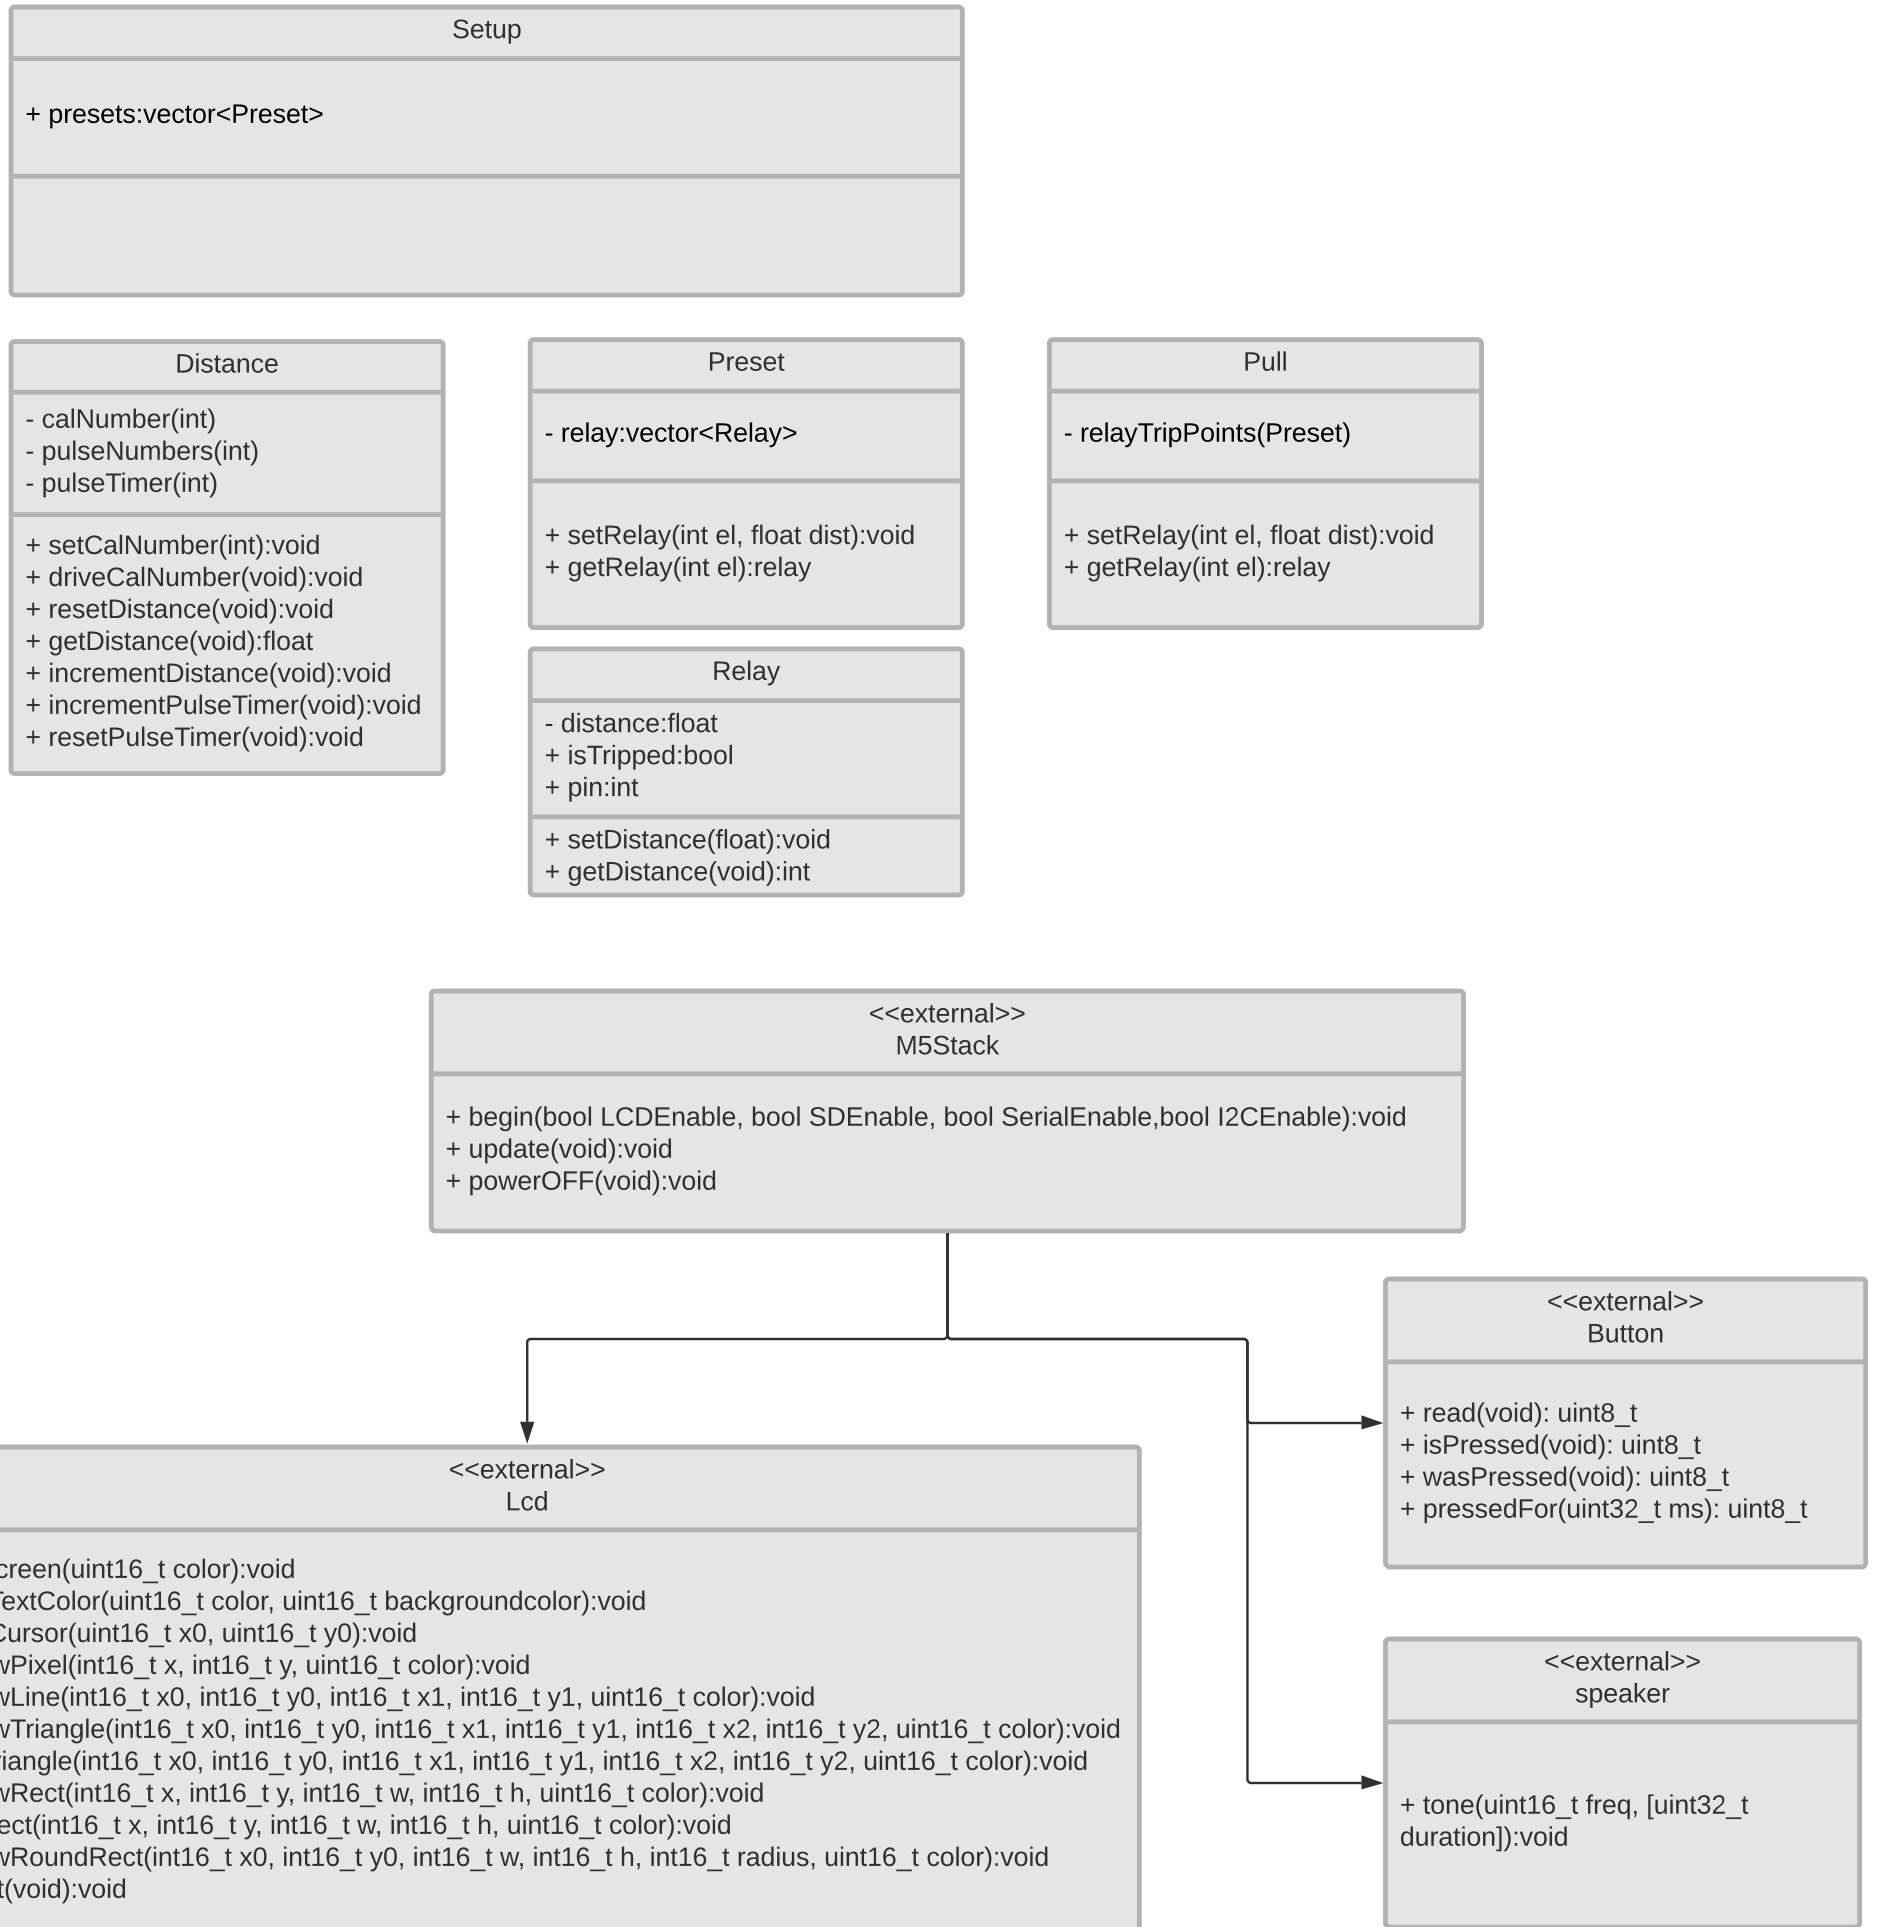 Setup
+ presets:vector<Preset>
Distance
- calNumber(int)
- pulseNumbers(int)
- pulseTimer(int)
+ setCalNumber(int):void
+ driveCalNumber(void):void
+ resetDistance(void):void
+ getDistance(void):float
+ incrementDistance(void):void
+ incrementPulseTimer(void):void
+ resetPulseTimer(void):void
Preset
- relay:vector<Relay>
+ setRelay(int el, float dist):void
+ getRelay(int el):relay
Pull
- relayTripPoints(Preset)
+ setRelay(int el, float dist):void
+ getRelay(int el):relay
Relay
- distance:float
+ isTripped:bool
+ pin:int
+ setDistance(float):void
+ getDistance(void):int
<<external>>
M5Stack
+ begin(bool LCDEnable, bool SDEnable, bool SerialEnable,bool I2CEnable):void
+ update(void):void
+ powerOFF(void):void
<<external>>
Button
+ read(void): uint8_t
+ isPressed(void): uint8_t
+ wasPressed(void): uint8_t
+ pressedFor(uint32_t ms): uint8_t
<<external>>
Lcd
creen(uint16_t color):void
TextColor(uint16_t color, uint16_t backgroundcolor):void
Cursor(uint16_t x0, uint16_t y0):void
wPixel(int16_t x, int16_t y, uint16_t color):void
wLine(int16_t x0, int16_t y0, int16_t x1, int16_t y1, uint16_t color):void
wTriangle(int16_t x0, int16_t y0, int16_t x1, int16_t y1, int16_t x2, int16_t y2, uint16_t color):void
riangle(int16_t x0, int16_t y0, int16_t x1, int16_t y1, int16_t x2, int16_t y2, uint16_t color):void
wRect(int16_t x, int16_t y, int16_t w, int16_t h, uint16_t color):void
ect(int16_t x, int16_t y, int16_t w, int16_t h, uint16_t color):void
wRoundRect(int16_t x0, int16_t y0, int16_t w, int16_t h, int16_t radius, uint16_t color):void
t(void):void
<<external>>
speaker
+ tone(uint16_t freq, [uint32_t
duration]):void